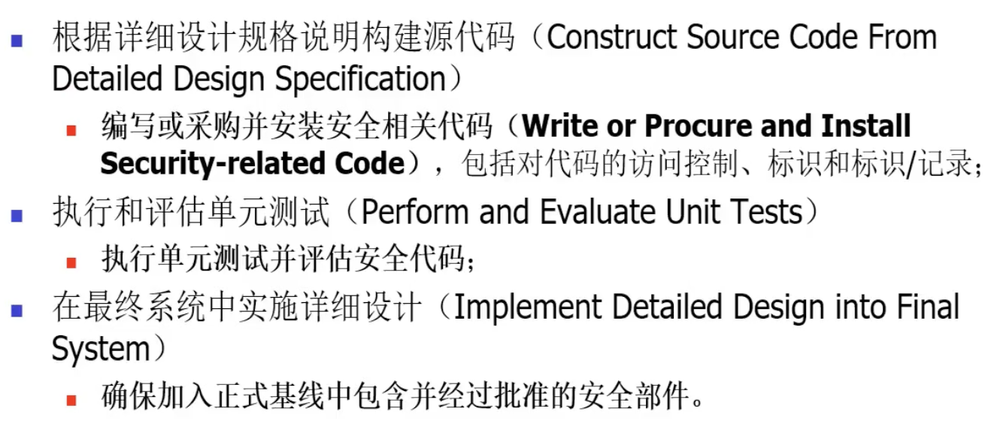 根据详细设计规格说明构建源代码（Construct Source Code From
Detailed Design Specification）
编写或采购并安装安全相关代码（Write or Procure and Install
Security-related Code），包括对代码的访问控制、标识和标识/记录；
执行和评估单元测试（Perform and Evaluate Unit Tests）
执行单元测试并评估安全代码；
在最终系统中实施详细设计（Implement Detailed Design into Final
System）
确保加入正式基线中包含并经过批准的安全部件。